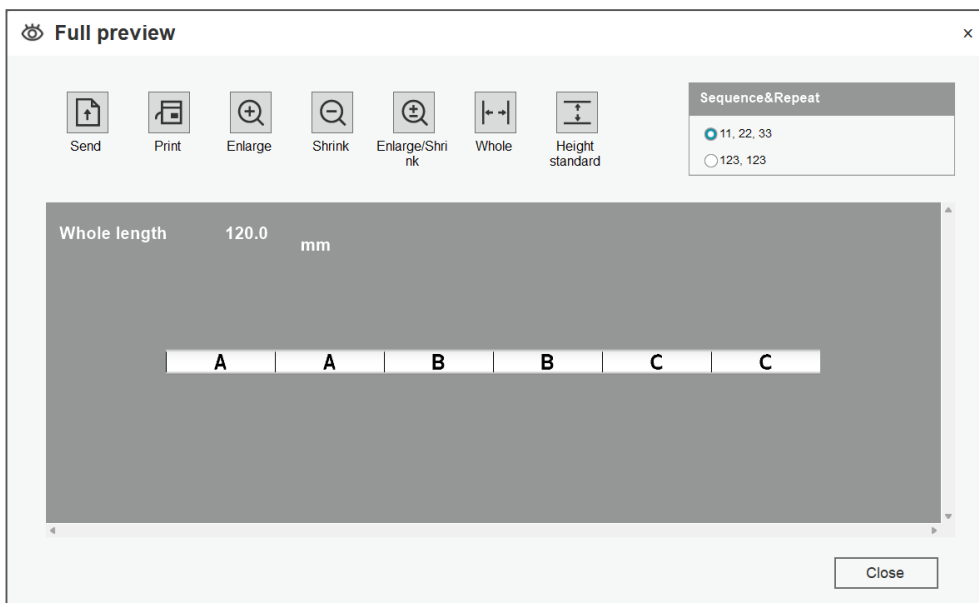 Full preview
x
Send
Print
Enlarge
Shrink
Enlarge/Shri
nk
Whole
Height
standard
Sequence&Repeat
11, 22, 33
123, 123
Whole length 120.0 mm
A A B B C C
Close